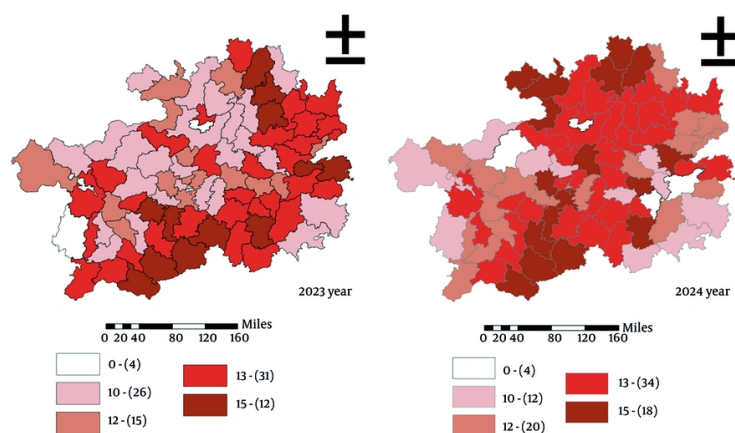 2023 year
Miles
0 20 40 80 120 160
0 - (4)
10 - (26)
12 - (15)
13 - (31)
15 - (12)
2024 year
Miles
0 20 40 80 120 160
0 - (4)
10 - (12)
12 - (20)
13 - (34)
15 - (18)